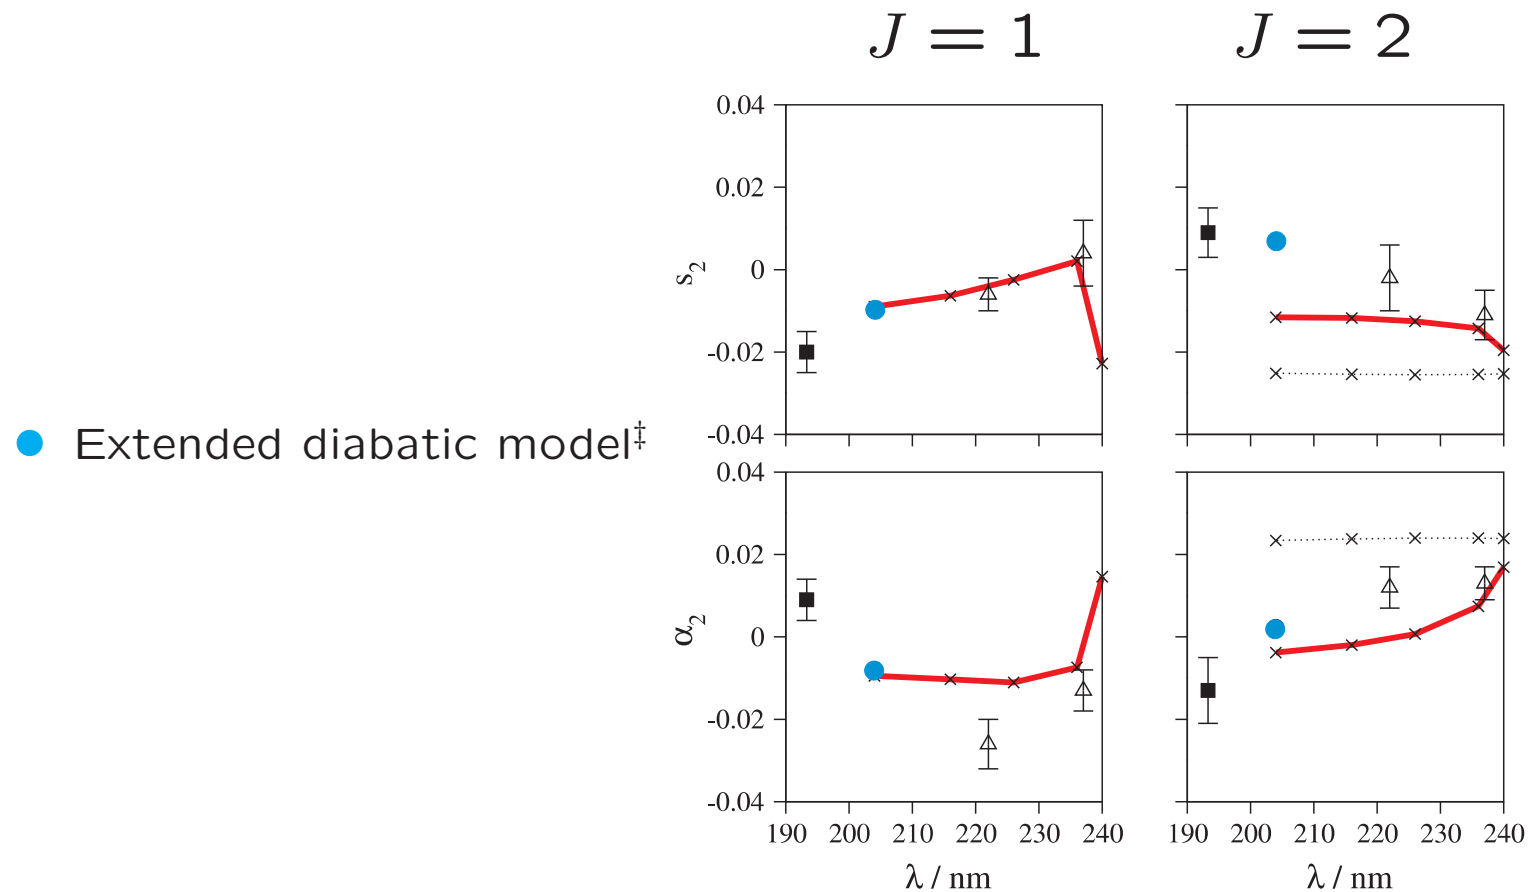 J = 1
J = 2
0.04
0.02
0
-0.02
-0.04
s2
Extended diabatic model‡
0.04
0.02
0
-0.02
-0.04
α2
190 200 210 220 230 240
190 200 210 220 230 240
λ / nm
λ / nm